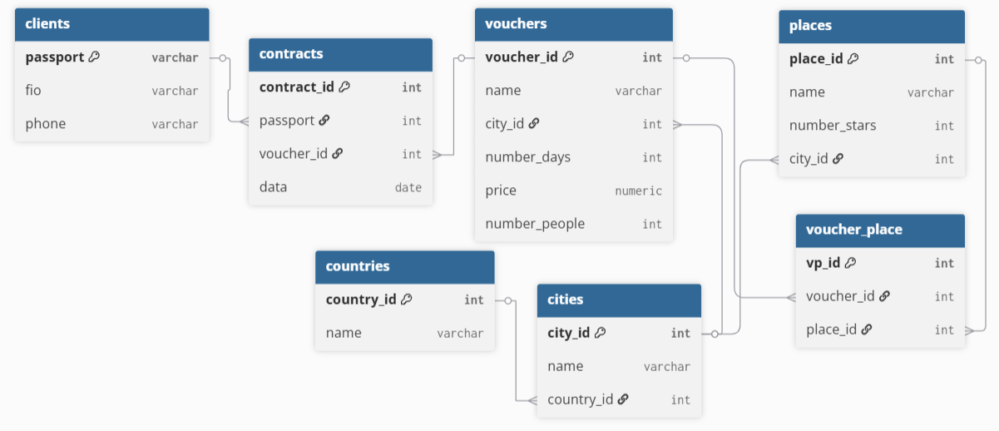 clients
passport varchar
fio varchar
phone varchar
contracts
contract_id int
passport int
voucher_id int
data date
vouchers
voucher_id int
name varchar
city_id int
number_days int
price numeric
number_people int
places
place_id int
name varchar
number_stars int
city_id int
countries
country_id int
name varchar
cities
city_id int
name varchar
country_id int
voucher_place
vp_id int
voucher_id int
place_id int